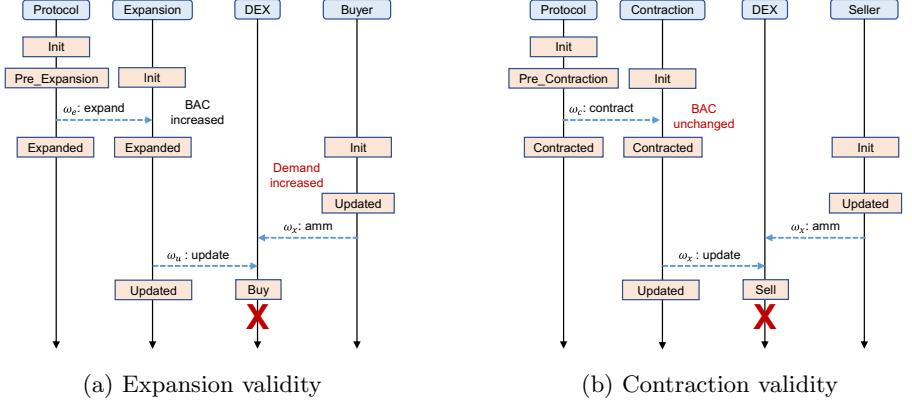 Protocol Expansion DEX Buyer
Init
Pre_Expansion Init
ωe: expand
BAC
increased
Expanded Expanded Init
Demand
increased
Updated
ωx: amm
ωu : update
Updated Buy
X
(a) Expansion validity
Protocol Contraction DEX Seller
Init
Pre_Contraction Init
ωc: contract
BAC
unchanged
Contracted Contracted Init
Updated
ωx: amm
ωx: update
Updated Sell
X
(b) Contraction validity